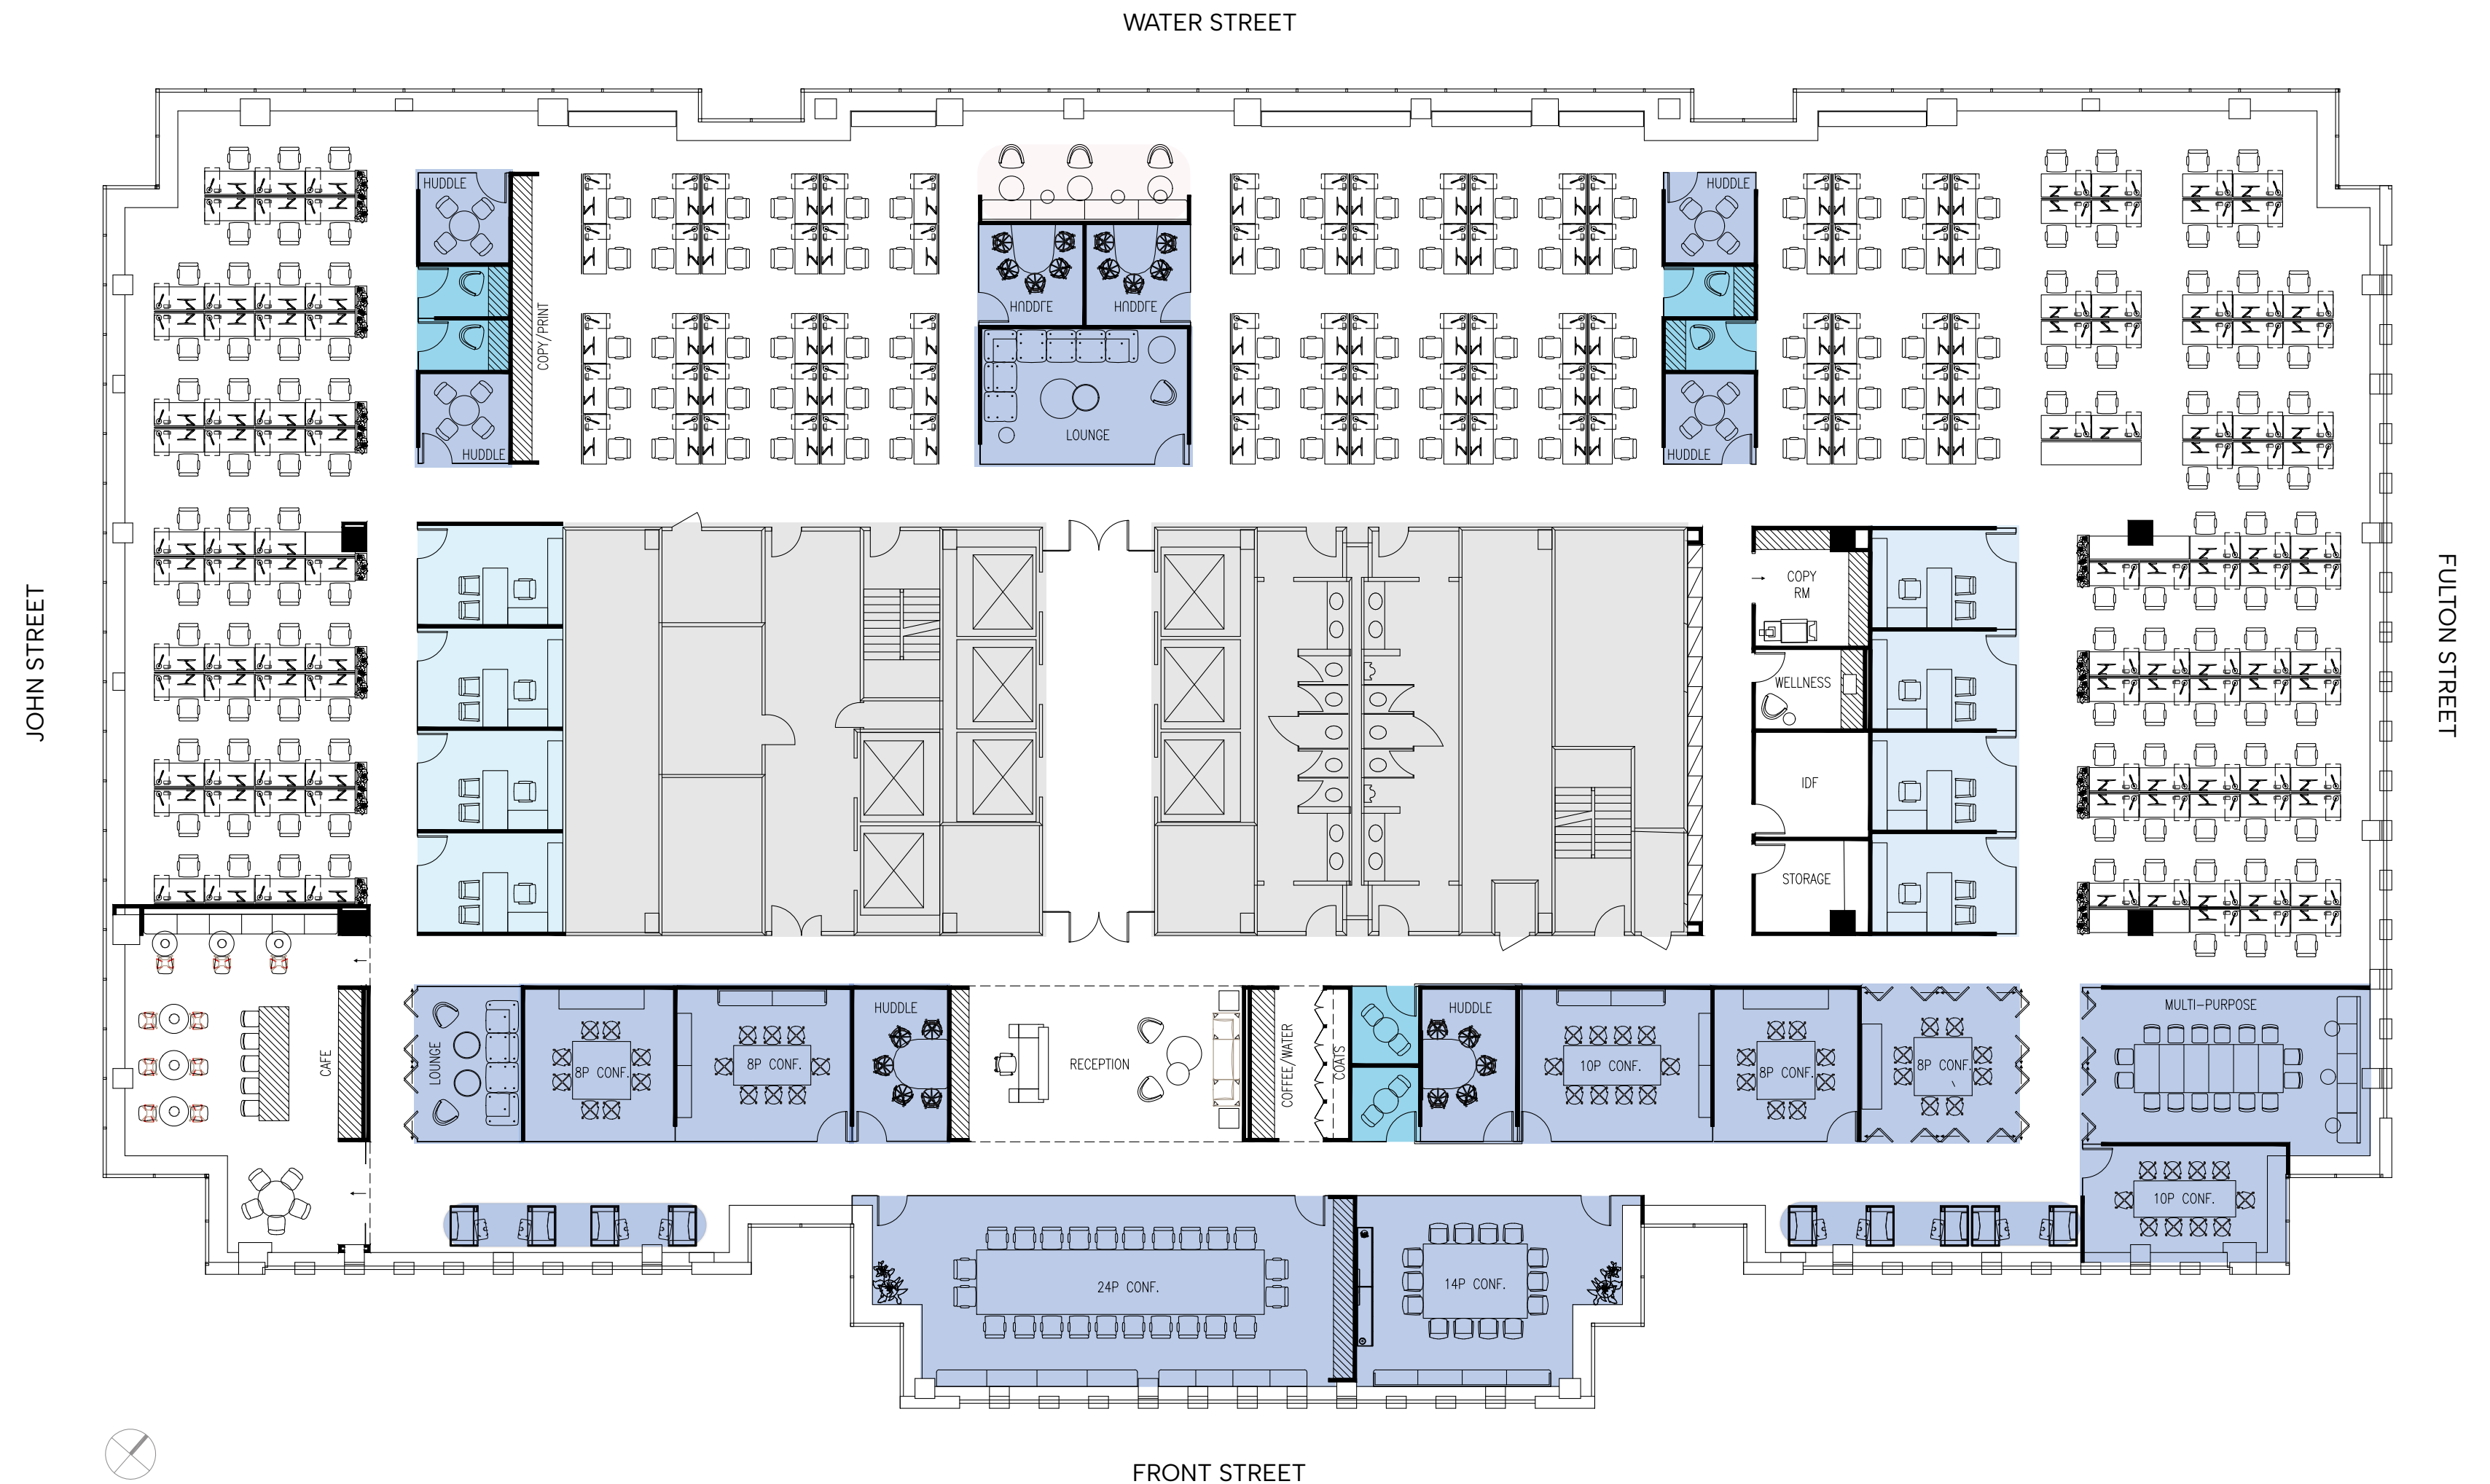 WATER STREET
HUDDLE
HUDDLE
COPY/PRINT
HUDDLE
HUDDLE
LOUNGE
HUDDLE
HUDDLE
JOHN STREET
FULTON STREET
COPY
RM
WELLNESS
IDF
STORAGE
CAFE
LOUNGE
8P CONF.
8P CONF.
HUDDLE
RECEPTION
COFFEE/WATER
COATS
HUDDLE
10P CONF.
8P CONF.
8P CONF.
MULTI-PURPOSE
10P CONF.
24P CONF.
14P CONF.
FRONT STREET